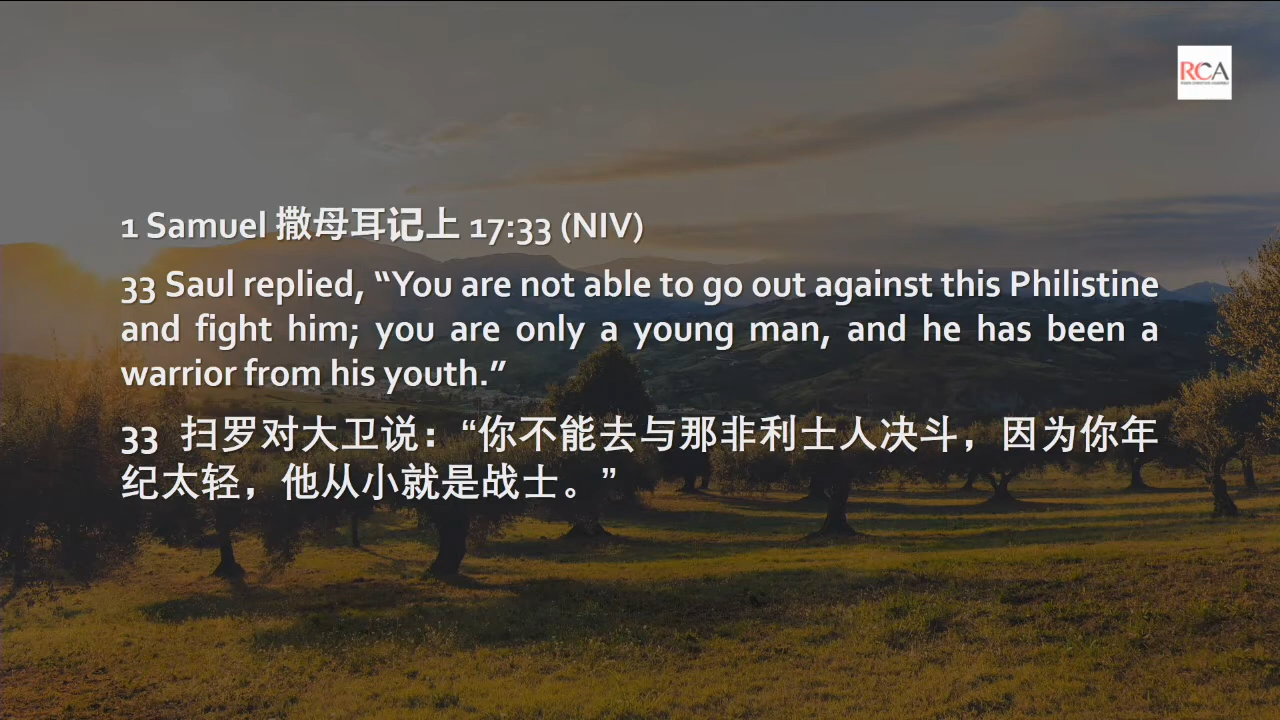 RCA
1 Samuel 撒母耳记上 17:33 (NIV)
33 Saul replied, “You are not able to go out against this Philistine
and fight him; you are only a young man, and he has been a
warrior from his youth.”
33 扫罗对大卫说：“你不能去与那非利士人决斗，因为你年
纪太轻，他从小就是战士。”